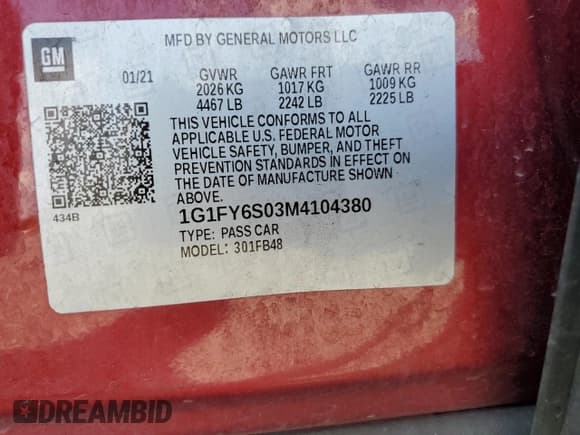 GM
MFD BY GENERAL MOTORS LLC
01/21 GVWR GAWR FRT GAWR RR
2026 KG 1017 KG 1009 KG
4467 LB 2242 LB 2225 LB
THIS VEHICLE CONFORMS TO ALL
APPLICABLE U.S. FEDERAL MOTOR
VEHICLE SAFETY, BUMPER, AND THEFT
PREVENTION STANDARDS IN EFFECT ON
THE DATE OF MANUFACTURE SHOWN
ABOVE.
434B
1G1FY6S03M4104380
TYPE: PASS CAR
MODEL: 301FB48
DREAMBID